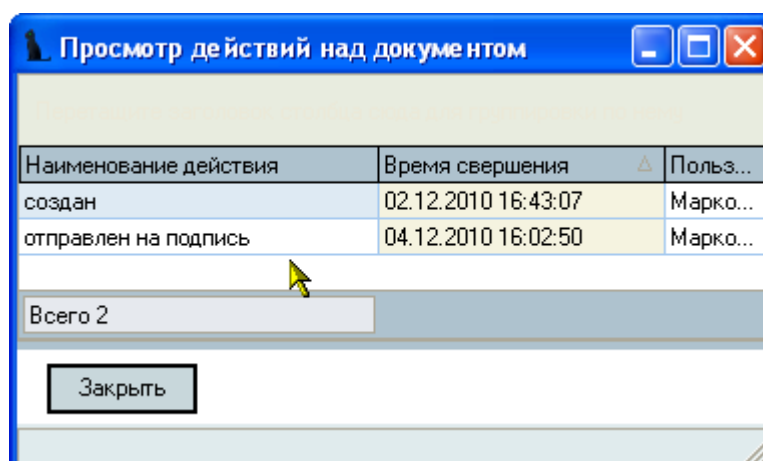 Просмотр действий над документом
Наименование действия Время свершения Польз...
создан 02.12.2010 16:43:07 Марко...
отправлен на подпись 04.12.2010 16:02:50 Марко...
Всего 2
Закрыть